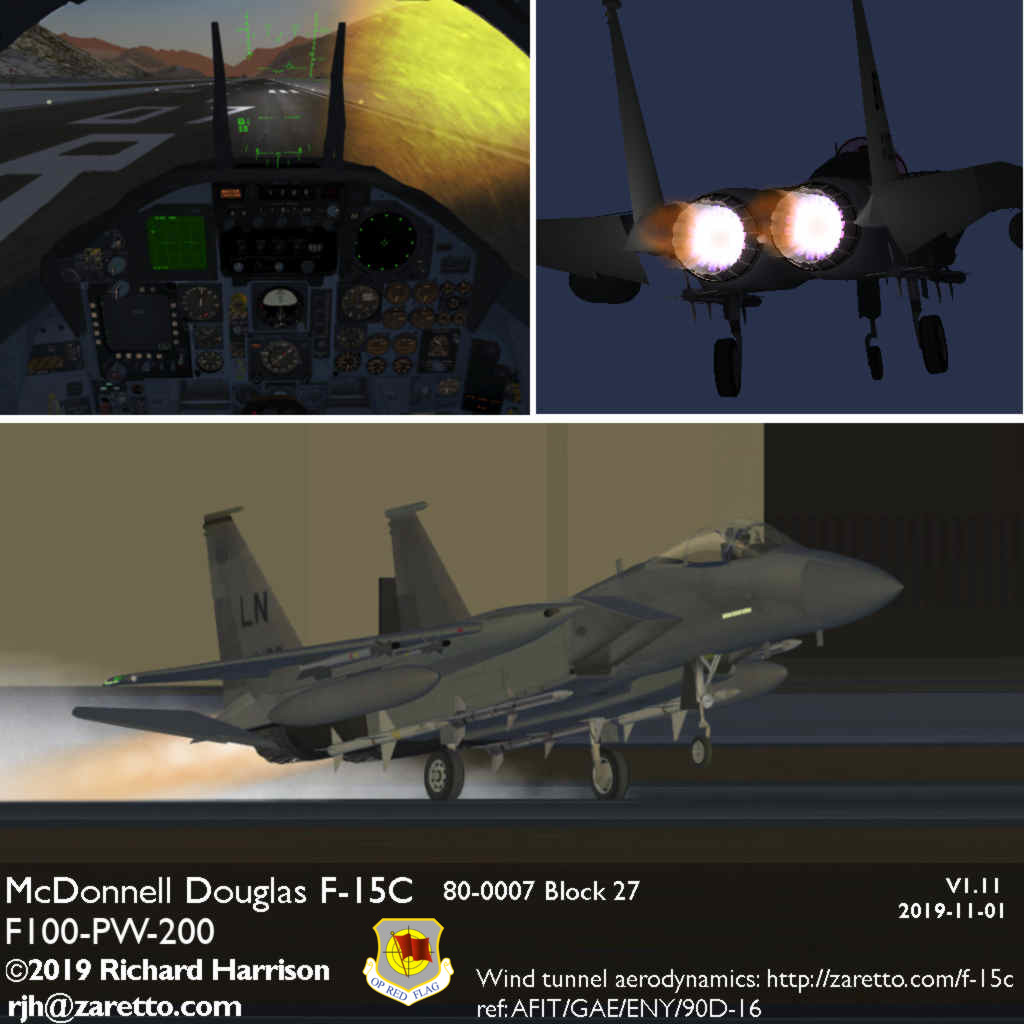 LN
McDonnell Douglas F-15C 80-0007 Block 27
V1.11
2019-11-01
F100-PW-200
©2019 Richard Harrison
rjh@zaretto.com
OP RED FLAG
Wind tunnel aerodynamics: http://zaretto.com/f-15c
ref:AFIT/GAE/ENY/90D-16